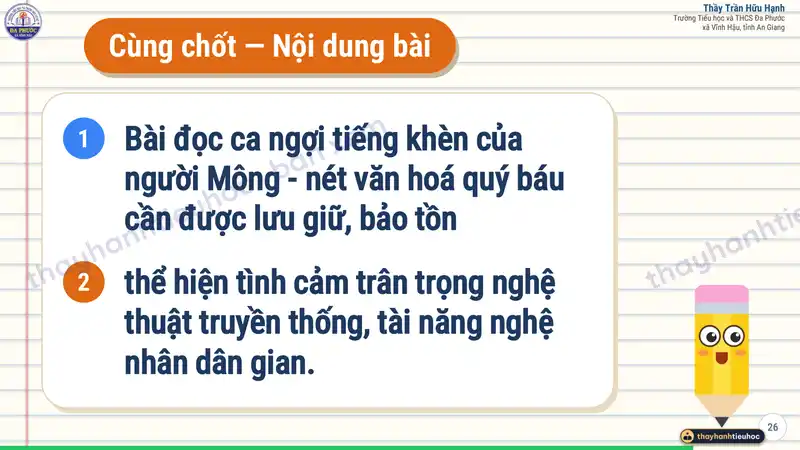 Thầy Trần Hữu Hạnh
Trường Tiểu học và THCS Đa Phước
xã Vĩnh Hậu, tỉnh An Giang
ĐA PHƯỚC
Cùng chốt — Nội dung bài
1 Bài đọc ca ngợi tiếng khèn của
người Mông - nét văn hoá quý báu
cần được lưu giữ, bảo tồn
2 thể hiện tình cảm trân trọng nghệ
thuật truyền thống, tài năng nghệ
nhân dân gian.
thayhanhtieuhoc
26